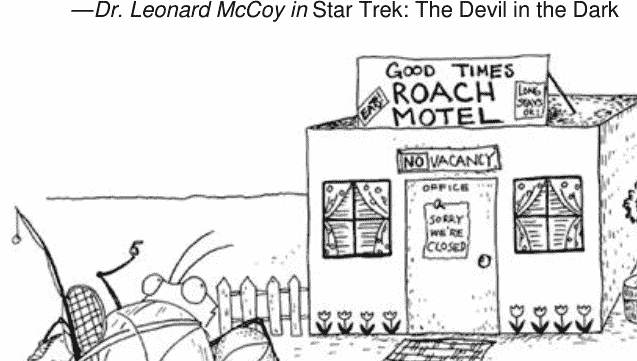 —Dr. Leonard McCoy in Star Trek: The Devil in the Dark
GOOD TIMES
ROACH
MOTEL
EATS!
LONG
STAYS
OK!
NO VACANCY
OFFICE
SORRY
WE'RE
CLOSED